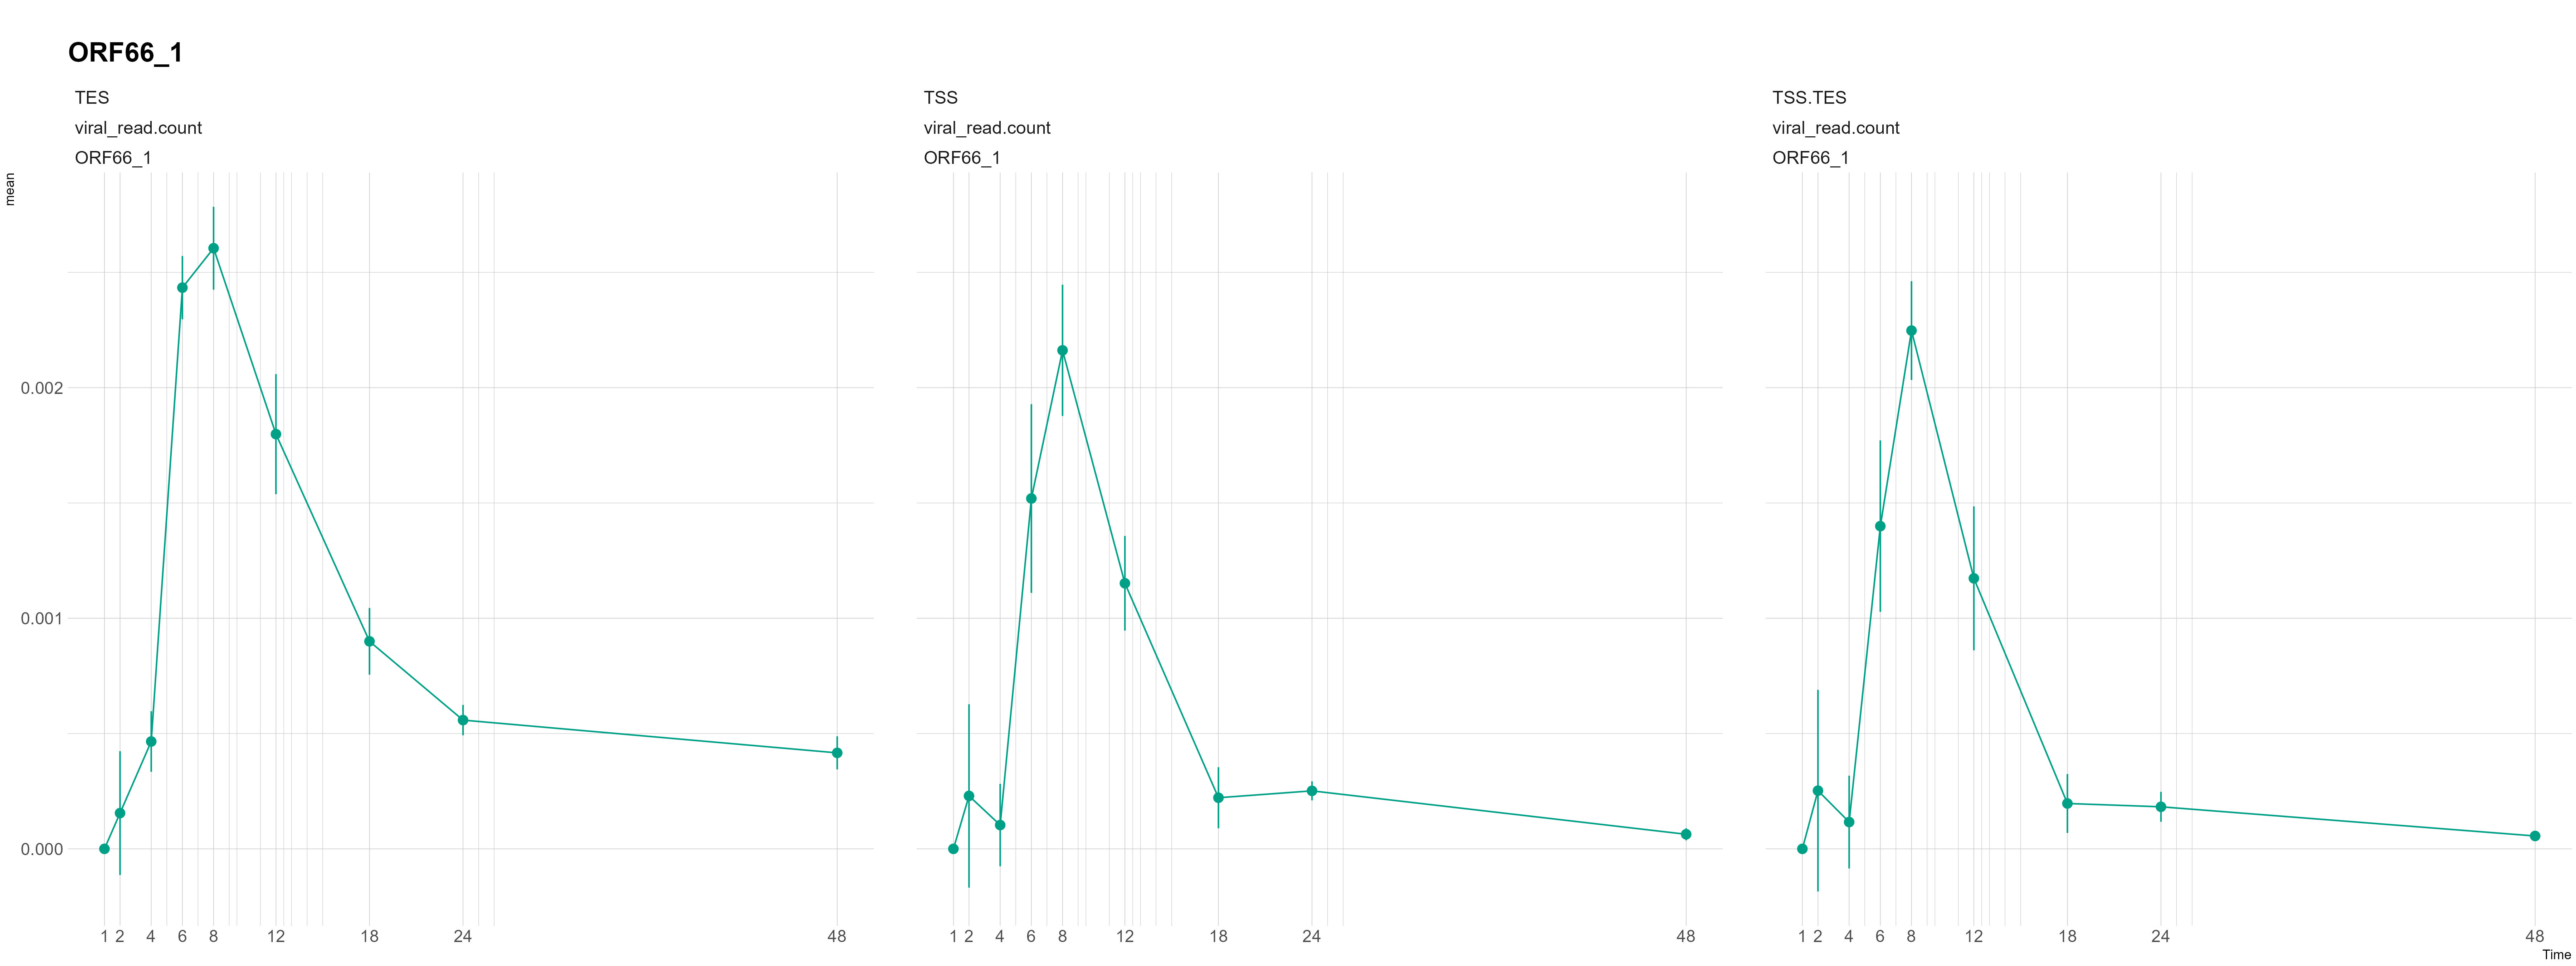 ORF66_1
TES
viral_read.count
ORF66_1
TSS
viral_read.count
ORF66_1
TSS.TES
viral_read.count
ORF66_1
mean
0.002
0.001
0.000
1 2 4 6 8 12 18 24 48
1 2 4 6 8 12 18 24 48
1 2 4 6 8 12 18 24 48
Time